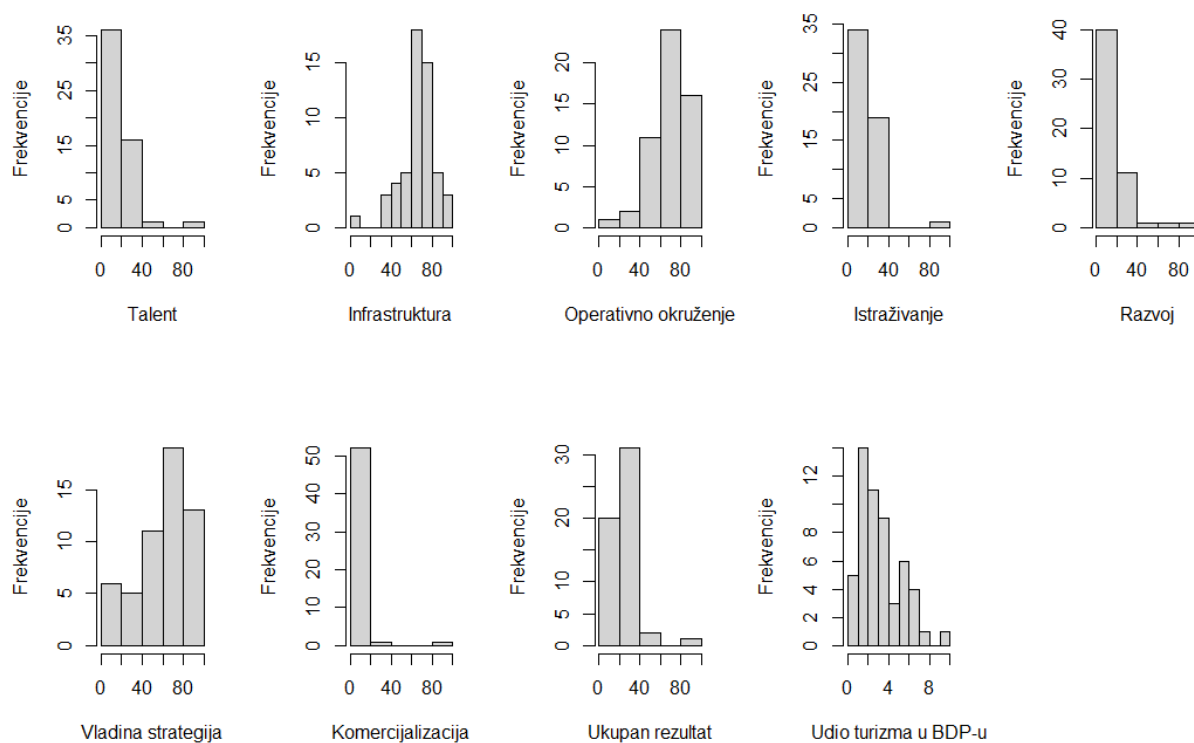 Frekvencije
0 5 15 25 35
0 40 80
Talent
Frekvencije
0 5 10 15
0 40 80
Infrastruktura
Frekvencije
0 5 10 15 20
0 40 80
Operativno okruženje
Frekvencije
0 5 15 25 35
0 40 80
Istraživanje
Frekvencije
0 10 20 30 40
0 40 80
Razvoj
Frekvencije
0 5 10 15
0 40 80
Vladina strategija
Frekvencije
0 10 20 30 40 50
0 40 80
Komercijalizacija
Frekvencije
0 5 10 20 30
0 40 80
Ukupan rezultat
Frekvencije
0 2 4 6 8 12
0 4 8
Udio turizma u BDP-u